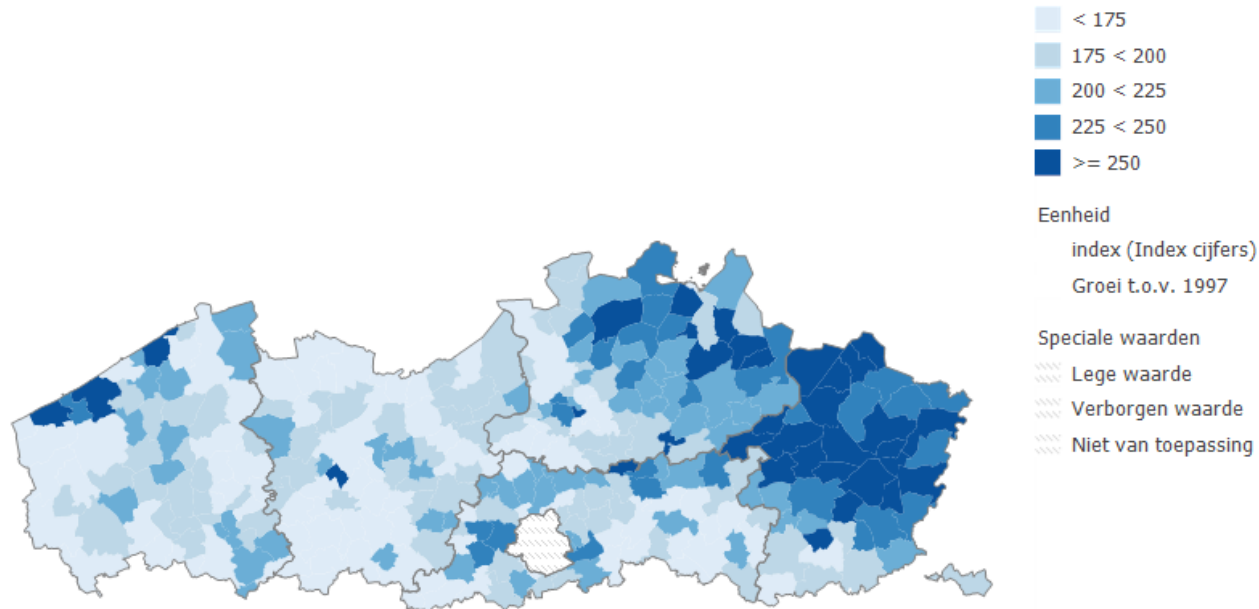 < 175
175 < 200
200 < 225
225 < 250
>= 250
Eenheid
index (Index cijfers)
Groei t.o.v. 1997
Speciale waarden
Lege waarde
Verborgen waarde
Niet van toepassing